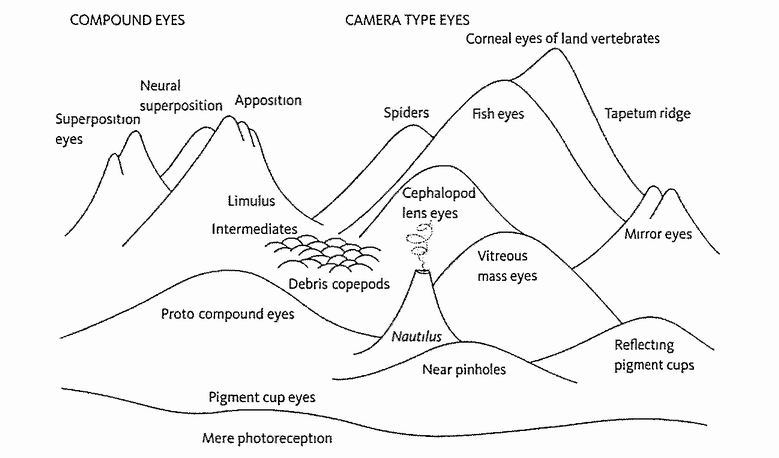 COMPOUND EYES
CAMERA TYPE EYES
Corneal eyes of land vertebrates
Neural
superposition
Apposition
Superposition
eyes
Spiders
Fish eyes
Tapetum ridge
Limulus
Cephalopod
lens eyes
Intermediates
Mirror eyes
Vitreous
mass eyes
Debris copepods
Proto compound eyes
Nautilus
Reflecting
pigment cups
Near pinholes
Pigment cup eyes
Mere photoreception